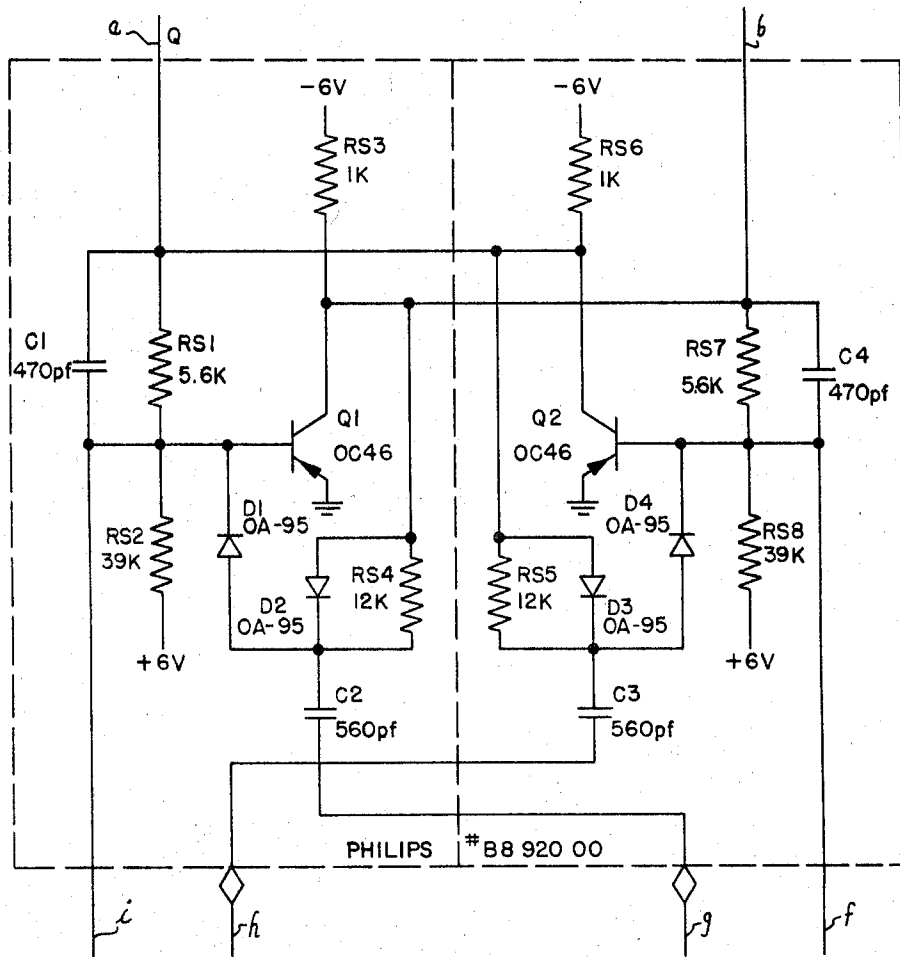 a Q b
-6V -6V
RS3
1K
RS6
1K
C1
470pf
RS1
5.6K
RS7
5.6K
C4
470pf
Q1
OC46
Q2
OC46
D1
OA-95
D4
OA-95
RS2
39K
RS8
39K
D2
OA-95
RS4
12K
RS5
12K
D3
OA-95
+6V +6V
C2
560pf
C3
560pf
PHILIPS #B8 920 00
i h g f